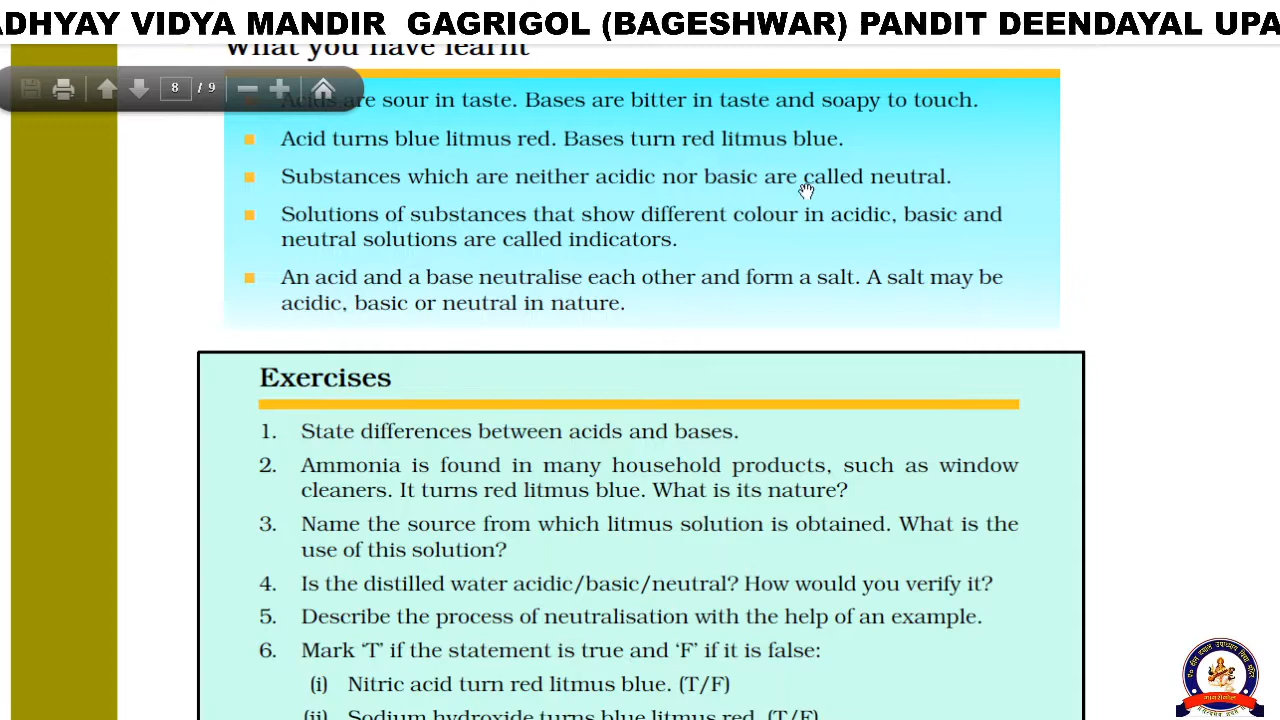 ADHYAY VIDYA MANDIR GAGRIGOL (BAGESHWAR) PANDIT DEENDAYAL UPA
What you have learnt
8 / 9
Acids are sour in taste. Bases are bitter in taste and soapy to touch.
Acid turns blue litmus red. Bases turn red litmus blue.
Substances which are neither acidic nor basic are called neutral.
Solutions of substances that show different colour in acidic, basic and
neutral solutions are called indicators.
An acid and a base neutralise each other and form a salt. A salt may be
acidic, basic or neutral in nature.
Exercises
1. State differences between acids and bases.
2. Ammonia is found in many household products, such as window
cleaners. It turns red litmus blue. What is its nature?
3. Name the source from which litmus solution is obtained. What is the
use of this solution?
4. Is the distilled water acidic/basic/neutral? How would you verify it?
5. Describe the process of neutralisation with the help of an example.
6. Mark ‘T’ if the statement is true and ‘F’ if it is false:
(i) Nitric acid turn red litmus blue. (T/F)
(ii) Sodium hydroxide turns blue litmus red. (T/F)